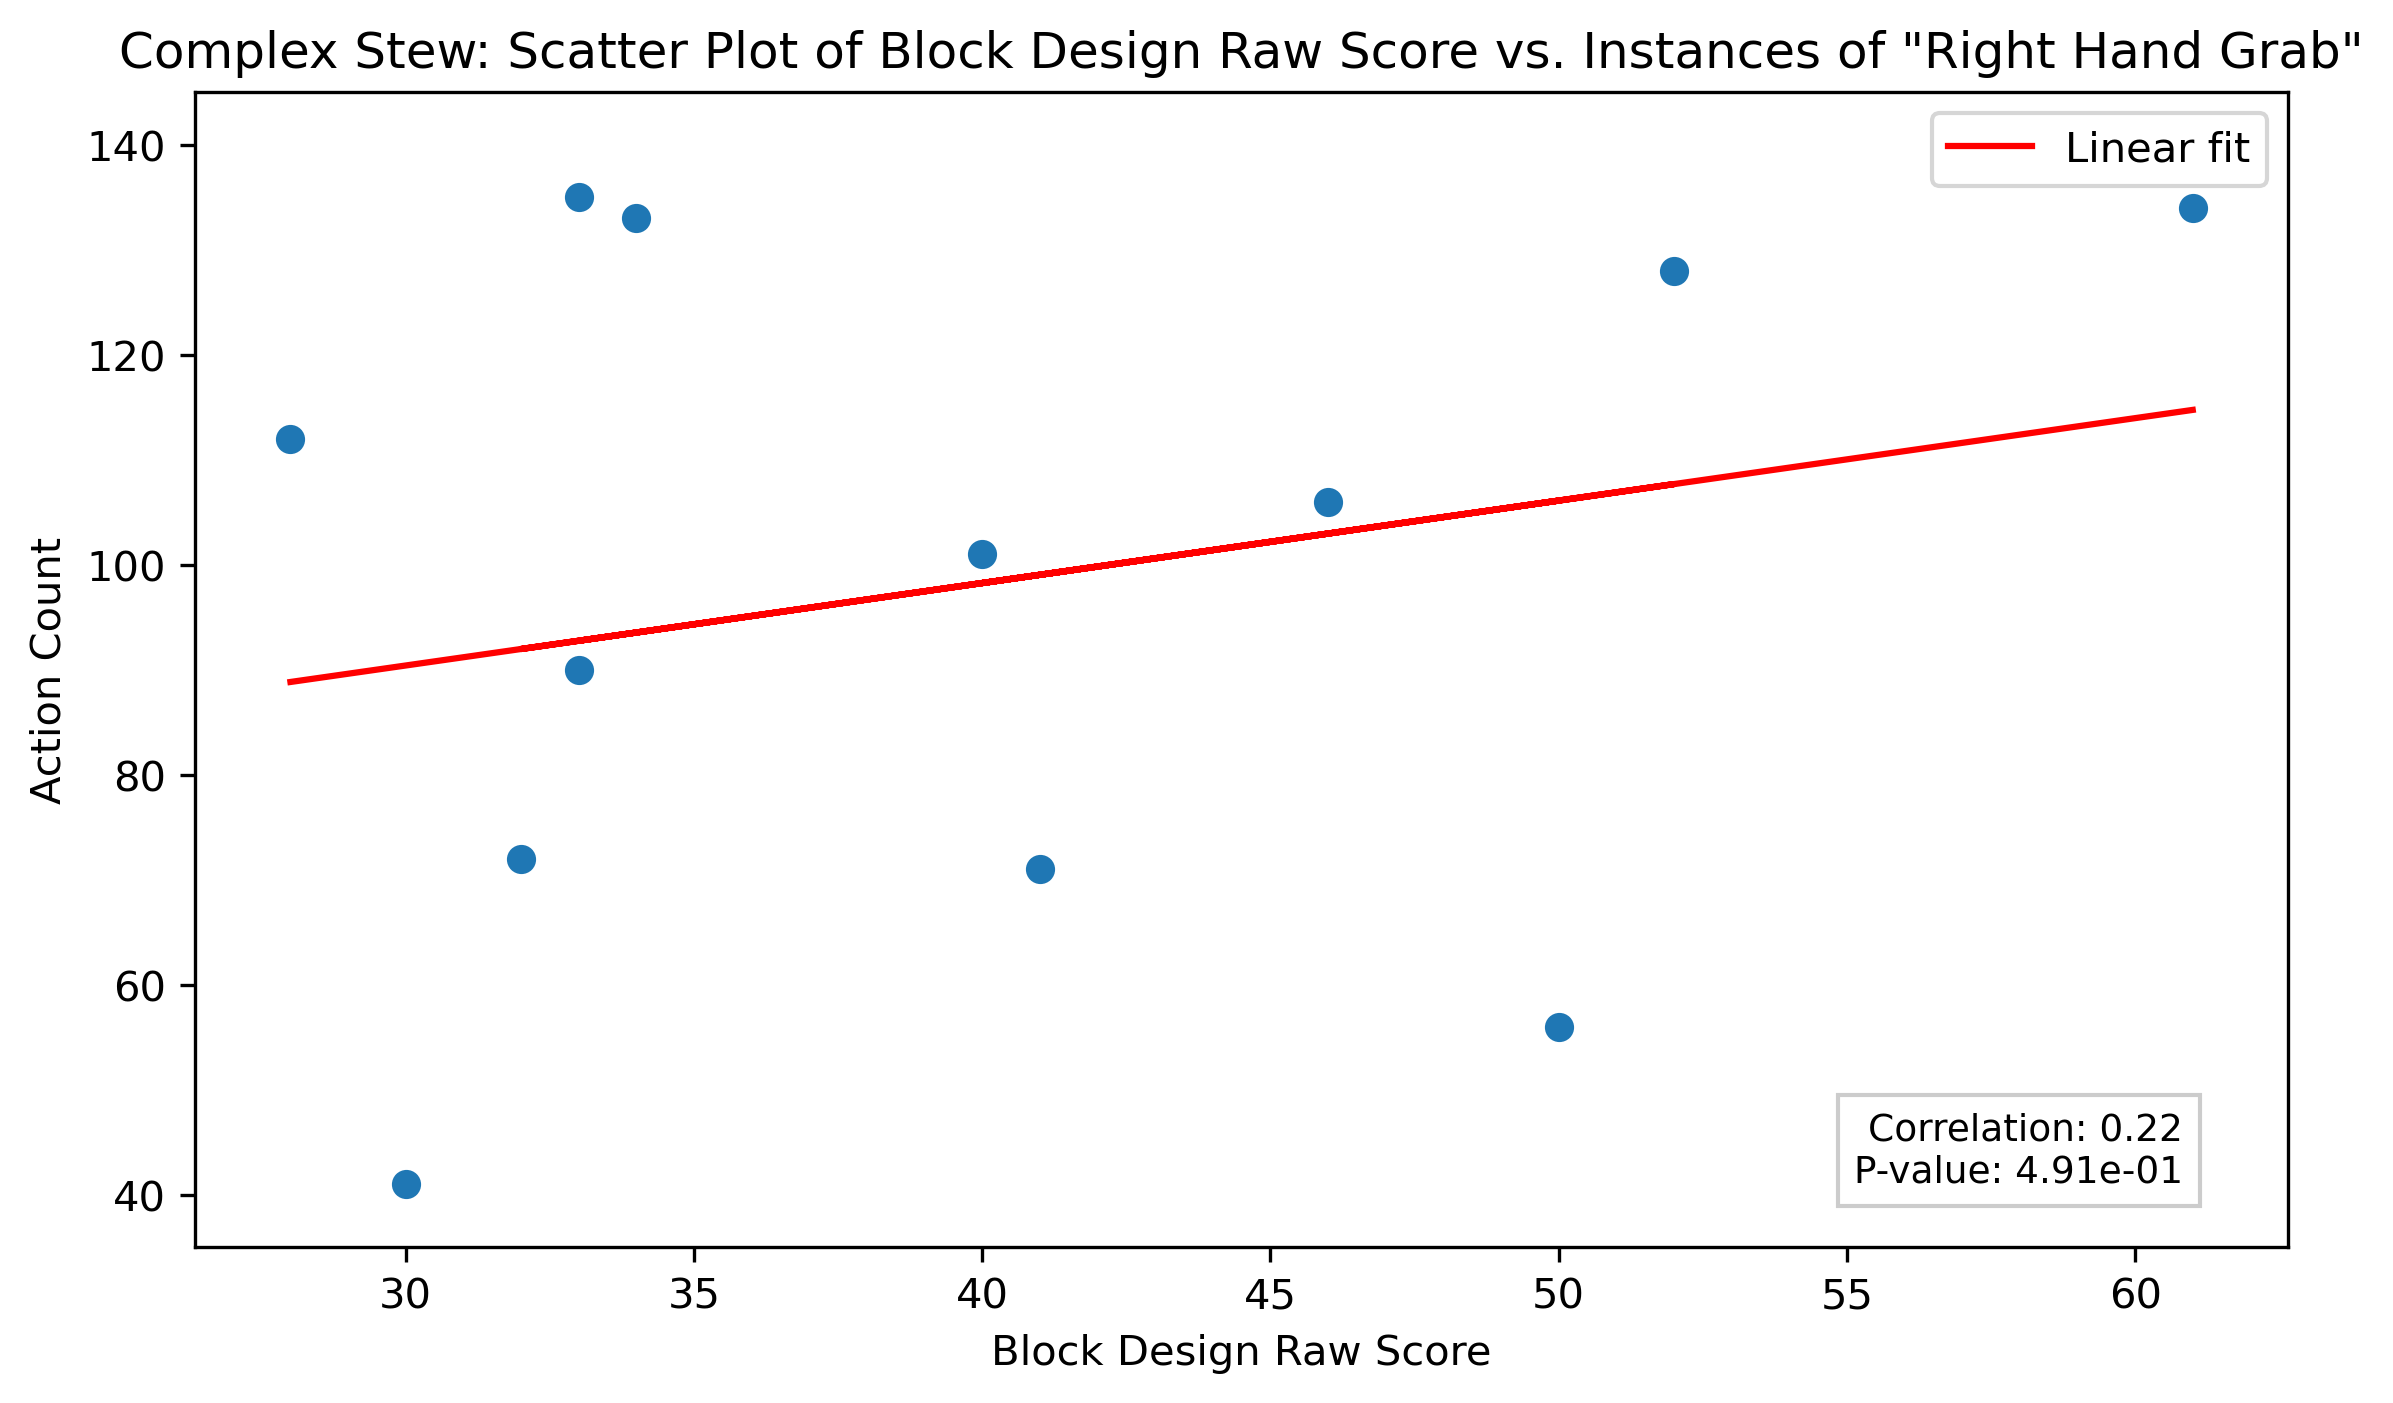 Complex Stew: Scatter Plot of Block Design Raw Score vs. Instances of "Right Hand Grab"
Linear fit
140
120
100
80
60
40
Action Count
Correlation: 0.22
P-value: 4.91e-01
30
35
40
45
50
55
60
Block Design Raw Score